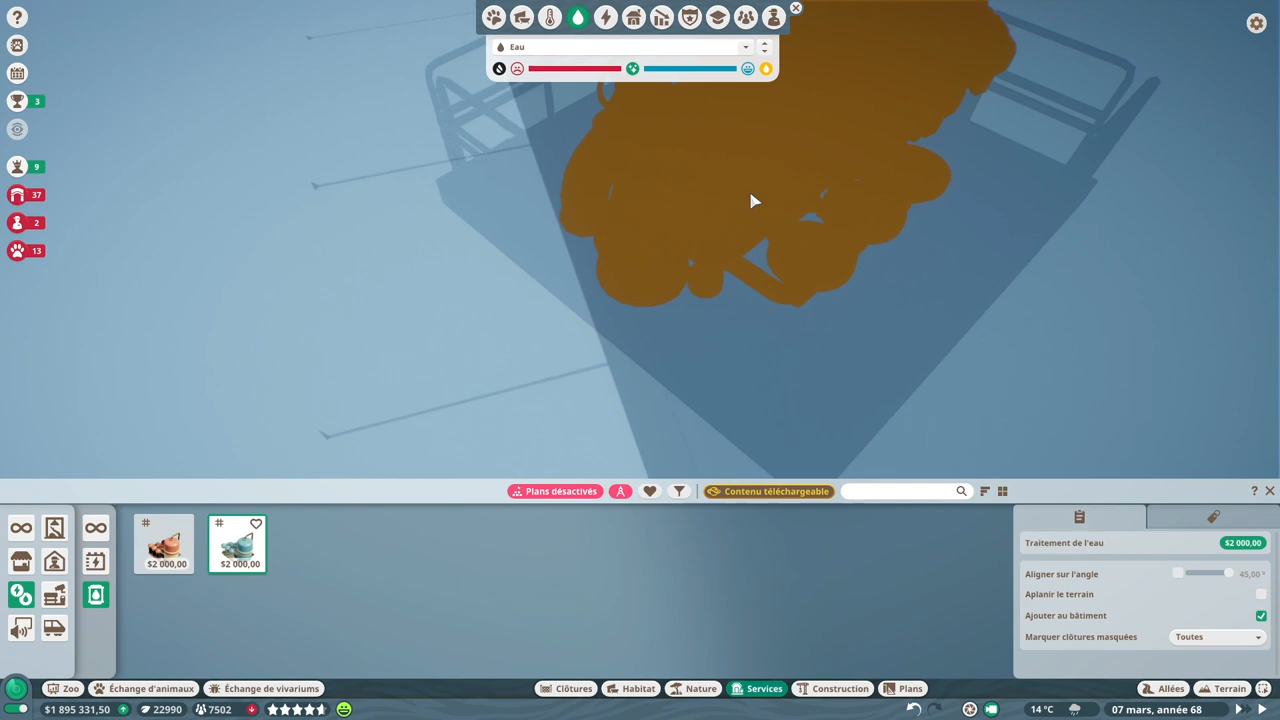 Eau
3
9
37
2
13
Plans désactivés
Contenu téléchargeable
$2 000,00
$2 000,00
Traitement de l'eau
$2 000,00
Aligner sur l'angle
45,00 °
Aplanir le terrain
Ajouter au bâtiment
Marquer clôtures masquées
Toutes
Zoo
Échange d'animaux
Échange de vivariums
Clôtures
Habitat
Nature
Services
Construction
Plans
Allées
Terrain
$1 895 331,50
22990
7502
14 °C
07 mars, année 68